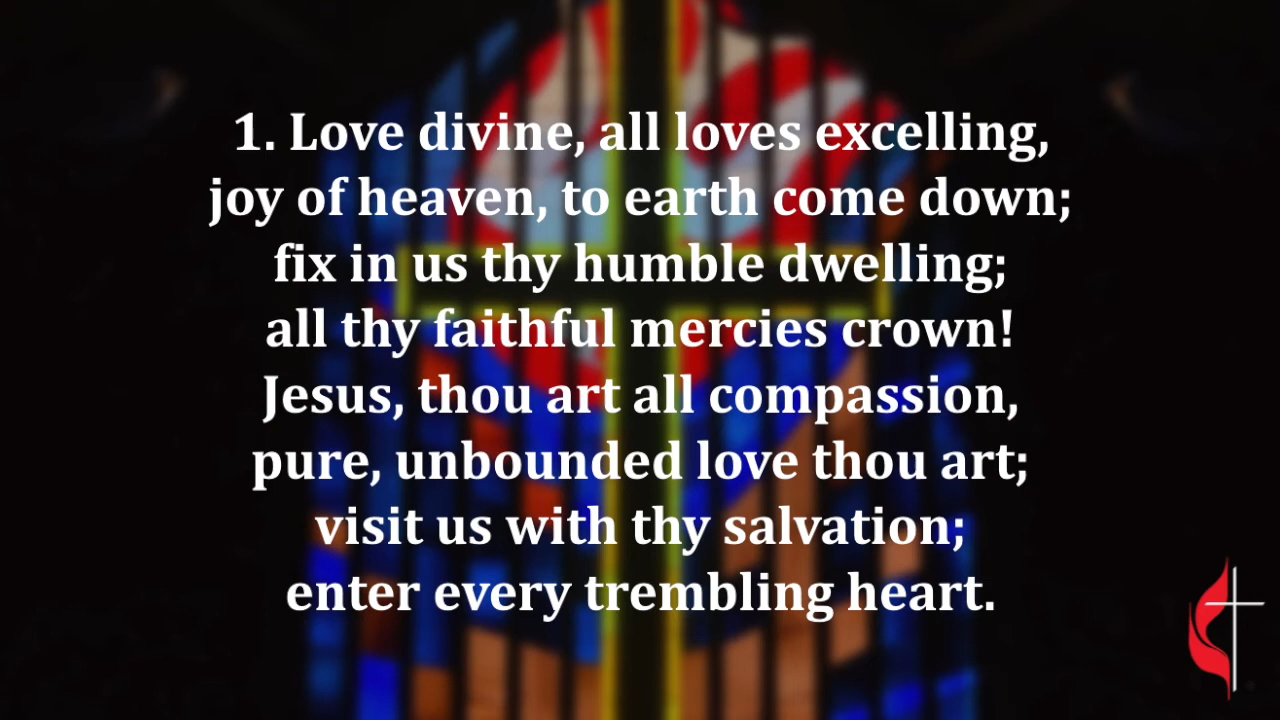 1. Love divine, all loves excelling,
joy of heaven, to earth come down;
fix in us thy humble dwelling;
all thy faithful mercies crown!
Jesus, thou art all compassion,
pure, unbounded love thou art;
visit us with thy salvation;
enter every trembling heart.